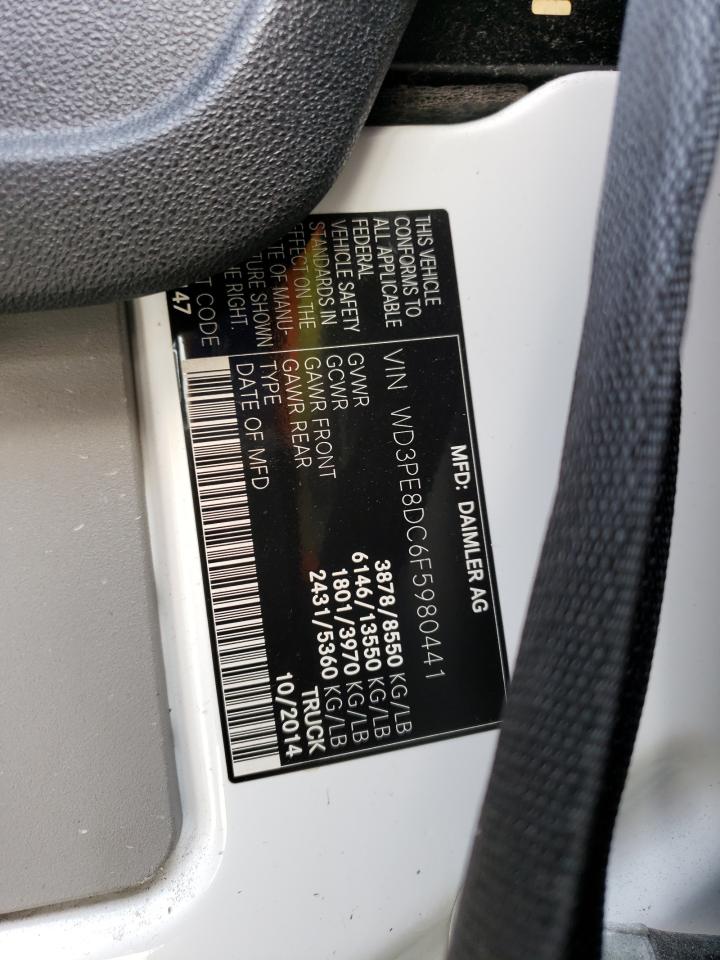 MFD: DAIMLER AG
VIN WD3PE8DC6F5980441
GVWR 3878/8550 KG/LB
GCWR 6146/13550 KG/LB
GAWR FRONT 1801/3970 KG/LB
GAWR REAR 2431/5360 KG/LB
TYPE TRUCK
DATE OF MFD 10/2014
THIS VEHICLE
CONFORMS TO
ALL APPLICABLE
FEDERAL
VEHICLE SAFETY
STANDARDS IN
EFFECT ON THE
OF MANU-
SHOWN
RIGHT.
CODE
47